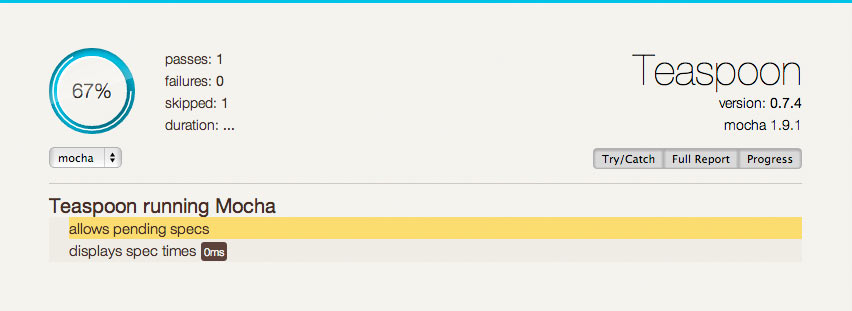 67%
passes: 1
failures: 0
skipped: 1
duration: ...
Teaspoon
version: 0.7.4
mocha 1.9.1
mocha
Try/Catch Full Report Progress
Teaspoon running Mocha
allows pending specs
displays spec times 0ms